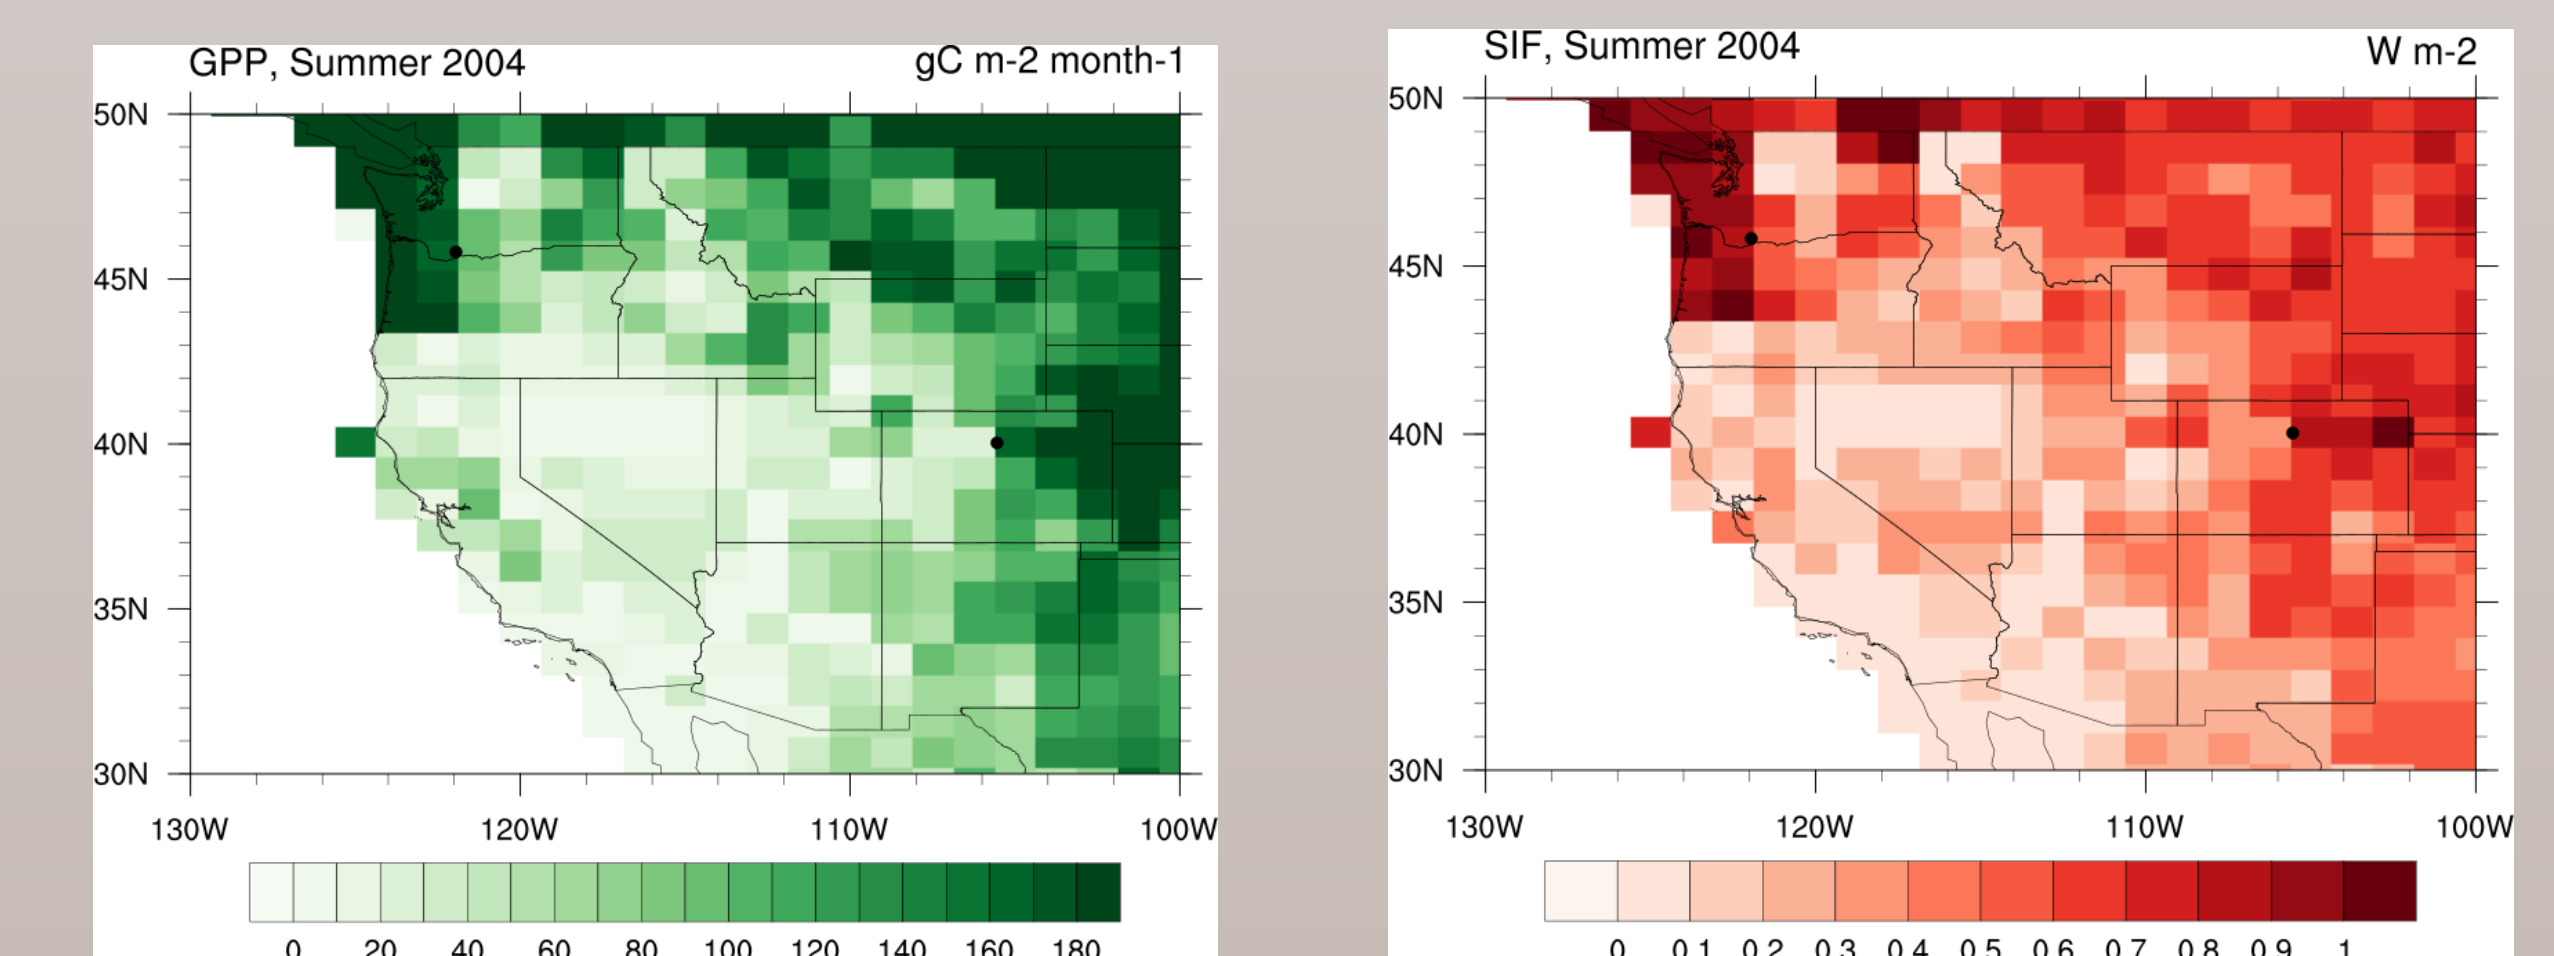 GPP, Summer 2004 gC m-2 month-1
50N
45N
40N
35N
30N
130W 120W 110W 100W
0 20 40 60 80 100 120 140 160 180
SIF, Summer 2004 W m-2
50N
45N
40N
35N
30N
130W 120W 110W 100W
0 0.1 0.2 0.3 0.4 0.5 0.6 0.7 0.8 0.9 1